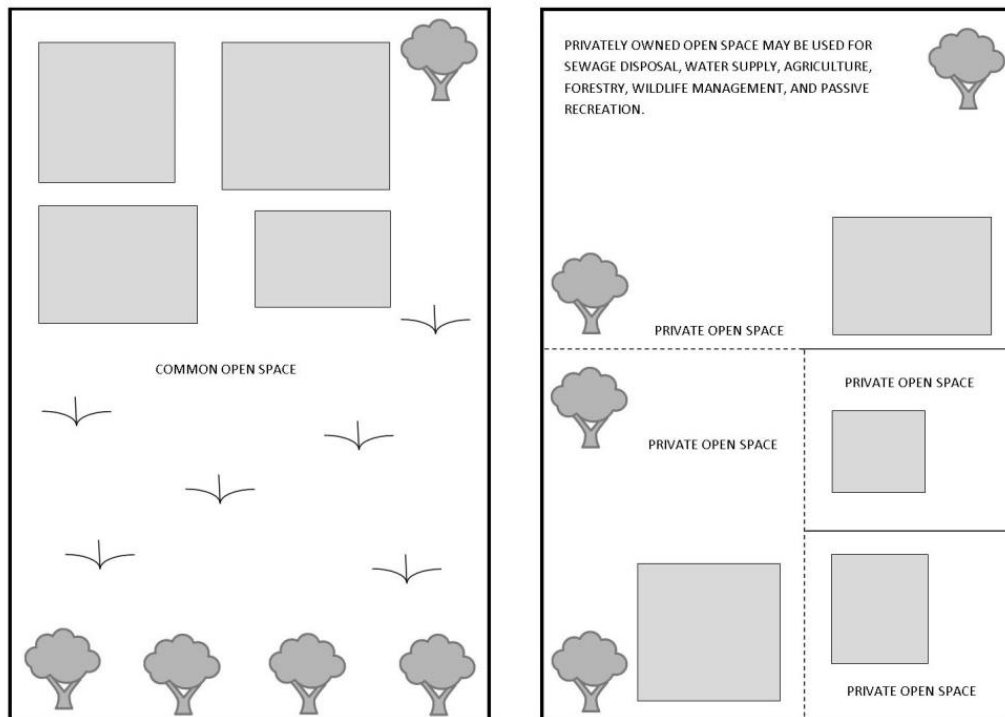 COMMON OPEN SPACE
PRIVATELY OWNED OPEN SPACE MAY BE USED FOR
SEWAGE DISPOSAL, WATER SUPPLY, AGRICULTURE,
FORESTRY, WILDLIFE MANAGEMENT, AND PASSIVE
RECREATION.
PRIVATE OPEN SPACE
PRIVATE OPEN SPACE
PRIVATE OPEN SPACE
PRIVATE OPEN SPACE